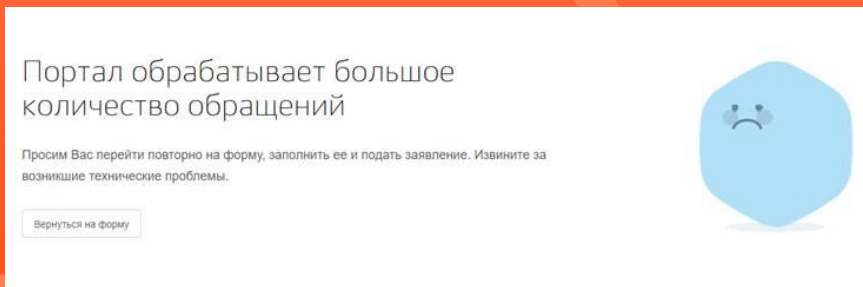 Портал обрабатывает большое
количество обращений
Просим Вас перейти повторно на форму, заполнить ее и подать заявление. Извините за
возникшие технические проблемы.
Вернуться на форму